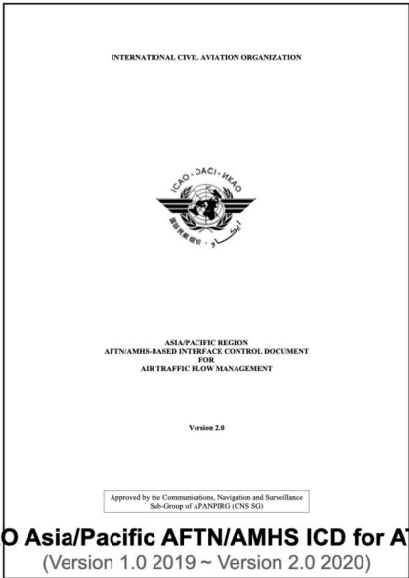 INTERNATIONAL CIVIL AVIATION ORGANIZATION
ICAO · OACI · ИКАО
ASIA/PACIFIC REGION
AFTN/AMHS-BASED INTERFACE CONTROL DOCUMENT
FOR
AIR TRAFFIC FLOW MANAGEMENT
Version 2.0
Approved by the Communications, Navigation and Surveillance
Sub-Group of APANPIRG (CNS SG)
O Asia/Pacific AFTN/AMHS ICD for AT
(Version 1.0 2019 ~ Version 2.0 2020)